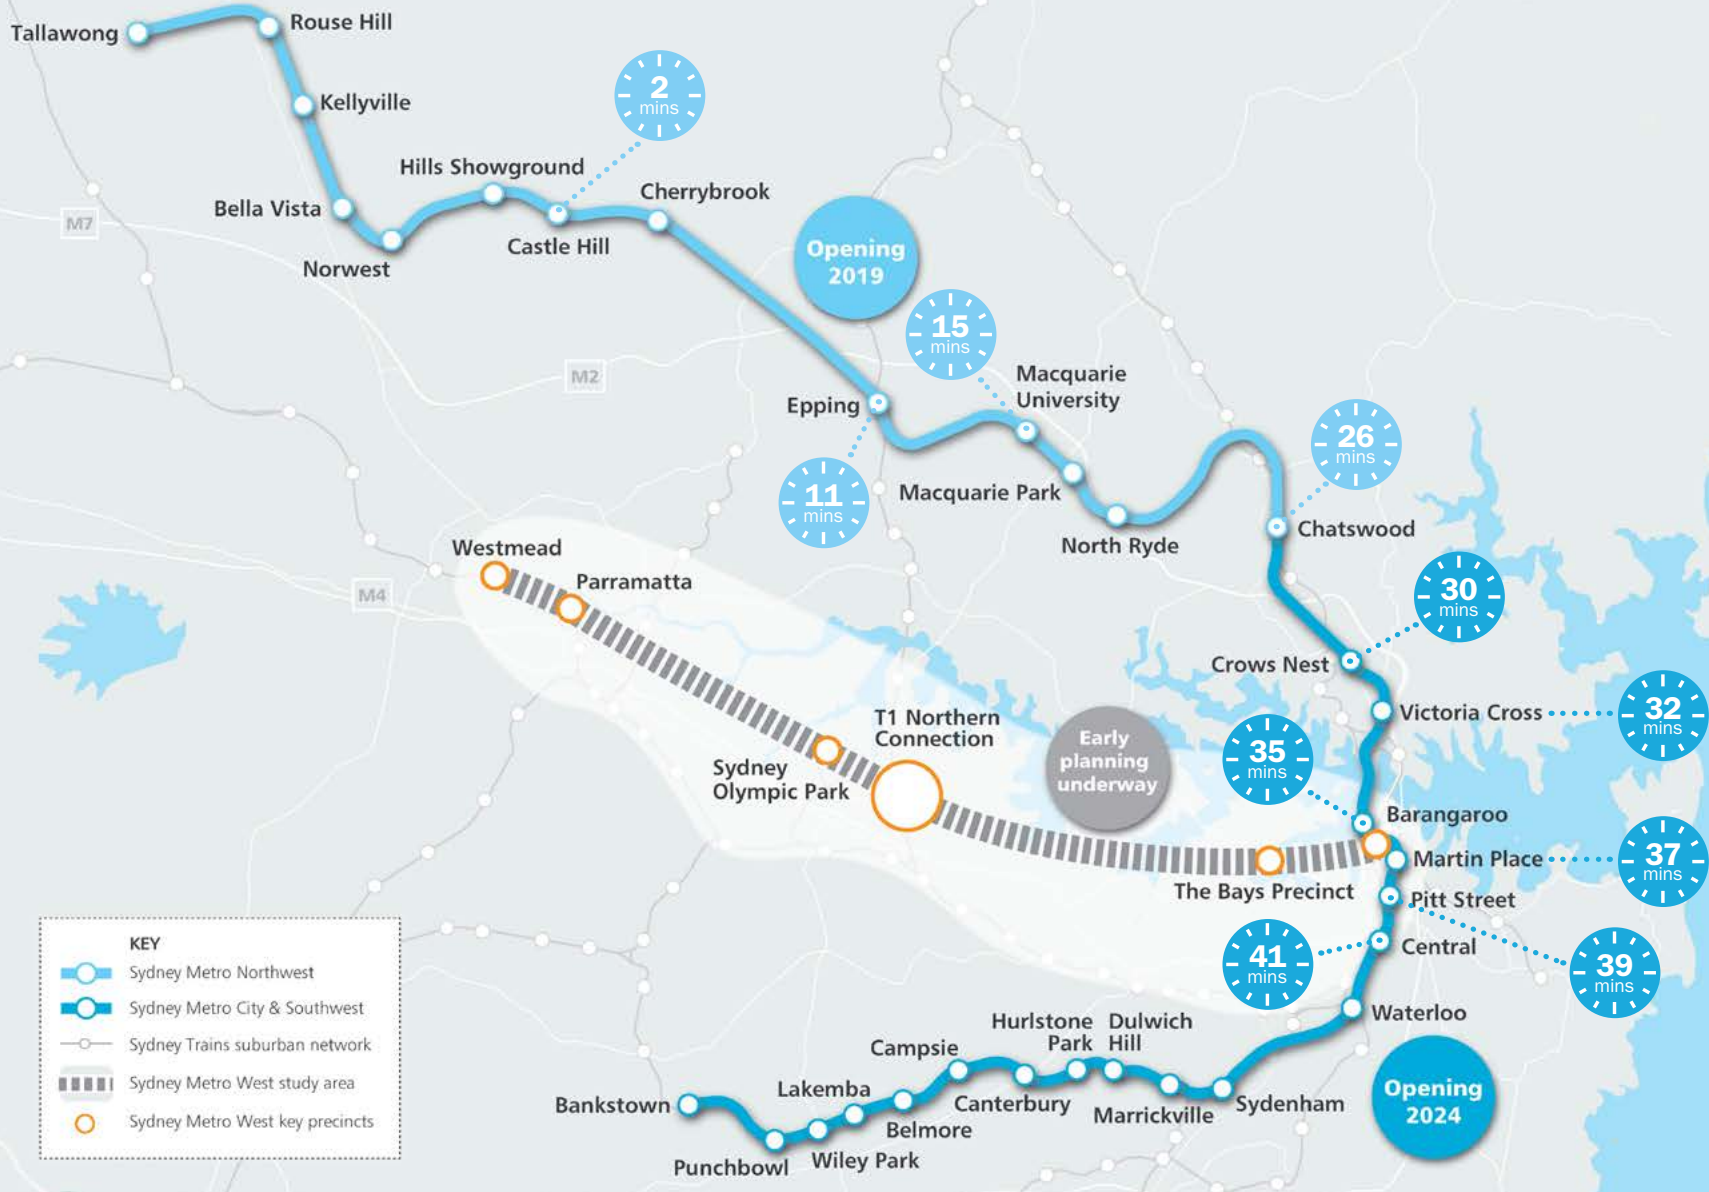 Tallawong
Rouse Hill
Kellyville
2
mins
Hills Showground
Cherrybrook
Bella Vista
M7
Castle Hill
Norwest
Opening
2019
15
mins
M2
Macquarie
University
Epping
26
mins
11
mins
Macquarie Park
Chatswood
North Ryde
Westmead
Parramatta
M4
30
mins
Crows Nest
Victoria Cross
32
mins
T1 Northern
Connection
Early
planning
underway
35
mins
Sydney
Olympic Park
Barangaroo
Martin Place
37
mins
The Bays Precinct
Pitt Street
Central
41
mins
39
mins
KEY
Sydney Metro Northwest
Sydney Metro City & Southwest
Sydney Trains suburban network
Sydney Metro West study area
Sydney Metro West key precincts
Waterloo
Hurlstone
Park
Dulwich
Hill
Campsie
Lakemba
Bankstown
Canterbury
Marrickville
Sydenham
Opening
2024
Belmore
Wiley Park
Punchbowl